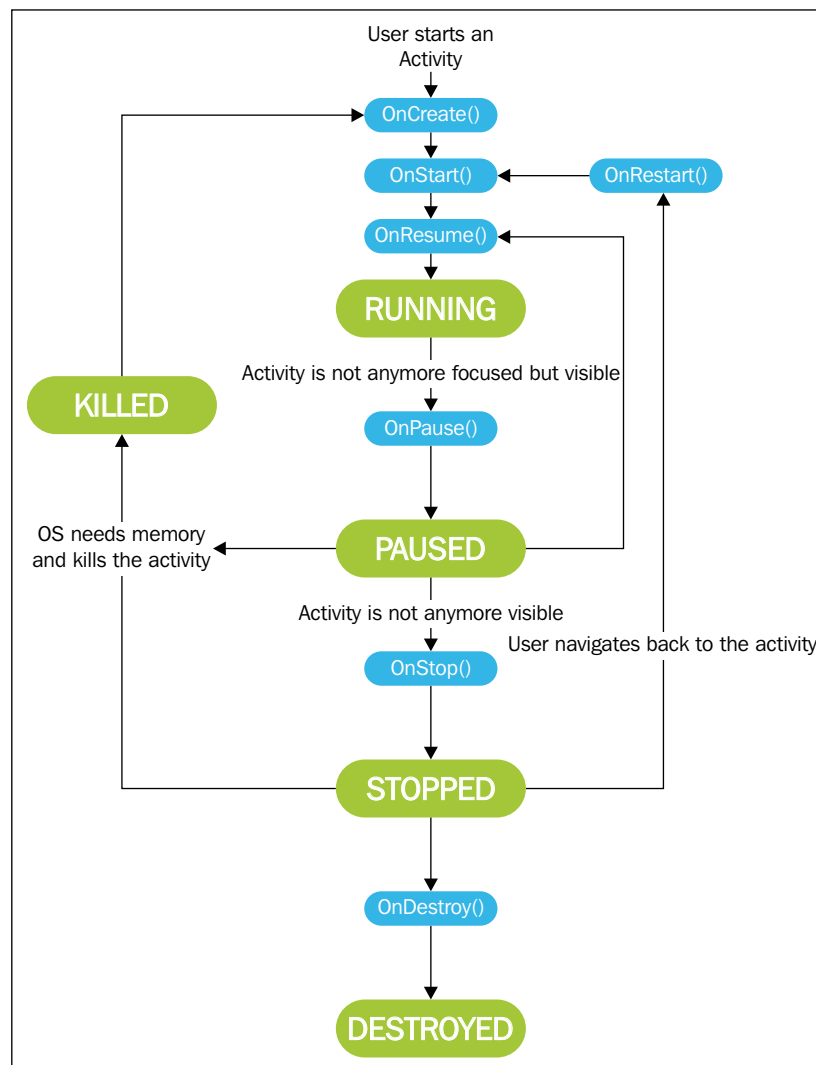 User starts an
Activity
OnCreate()
OnStart()
OnRestart()
OnResume()
RUNNING
Activity is not anymore focused but visible
KILLED
OnPause()
OS needs memory
and kills the activity
PAUSED
Activity is not anymore visible
User navigates back to the activity
OnStop()
STOPPED
OnDestroy()
DESTROYED